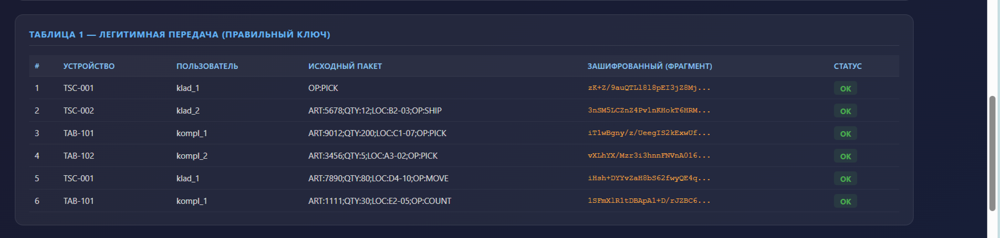 ТАБЛИЦА 1 — ЛЕГИТИМНАЯ ПЕРЕДАЧА (ПРАВИЛЬНЫЙ КЛЮЧ)
# УСТРОЙСТВО ПОЛЬЗОВАТЕЛЬ ИСХОДНЫЙ ПАКЕТ ЗАШИФРОВАННЫЙ (ФРАГМЕНТ) СТАТУС
1 TSC-001 klad_1 OP:PICK zK+Z/9auQTLl8l8pEI3jZ8Mj... OK
2 TSC-002 klad_2 ART:5678;QTY:12;LOC:B2-03;OP:SHIP 3nSM5LCZnZ4Pv1nKHokT6HRM... OK
3 TAB-101 kompl_1 ART:9012;QTY:200;LOC:C1-07;OP:PICK iT1wBgny/z/UeegIS2kExwUf... OK
4 TAB-102 kompl_2 ART:3456;QTY:5;LOC:A3-02;OP:PICK vXLhYX/Mzr3i3hnnFNVnA016... OK
5 TSC-001 klad_1 ART:7890;QTY:80;LOC:D4-10;OP:MOVE iHsh+DYYvZaH8bS62fwyQE4q... OK
6 TAB-101 kompl_1 ART:1111;QTY:30;LOC:E2-05;OP:COUNT 1SFmXlR1tDBApA1+D/rJZBC6... OK